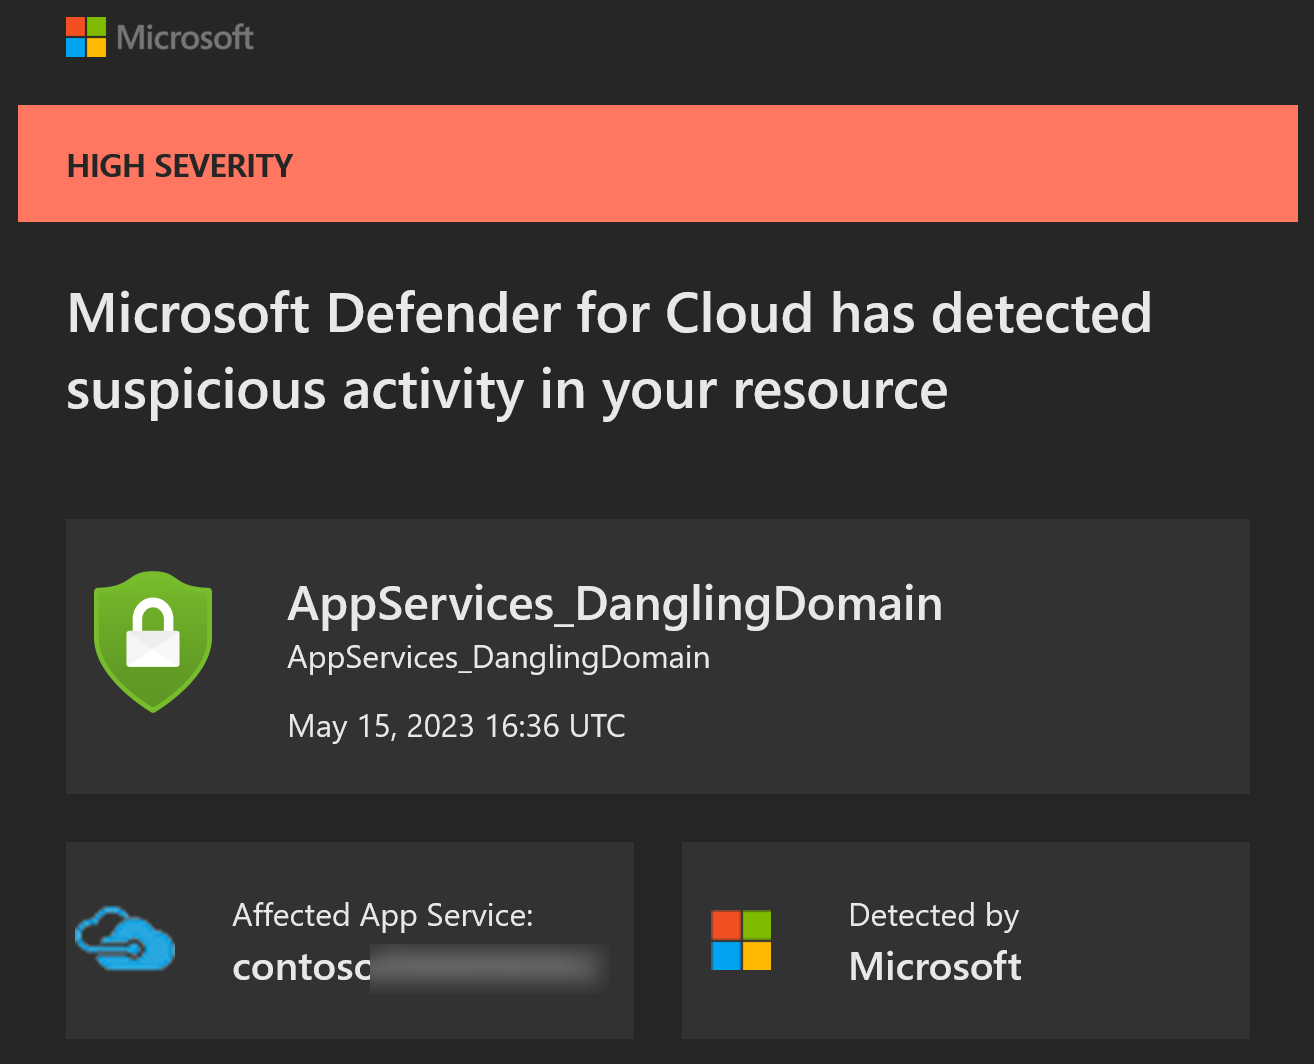 Microsoft
HIGH SEVERITY
Microsoft Defender for Cloud has detected
suspicious activity in your resource
AppServices_DanglingDomain
AppServices_DanglingDomain
May 15, 2023 16:36 UTC
Affected App Service:
contoso
Detected by
Microsoft